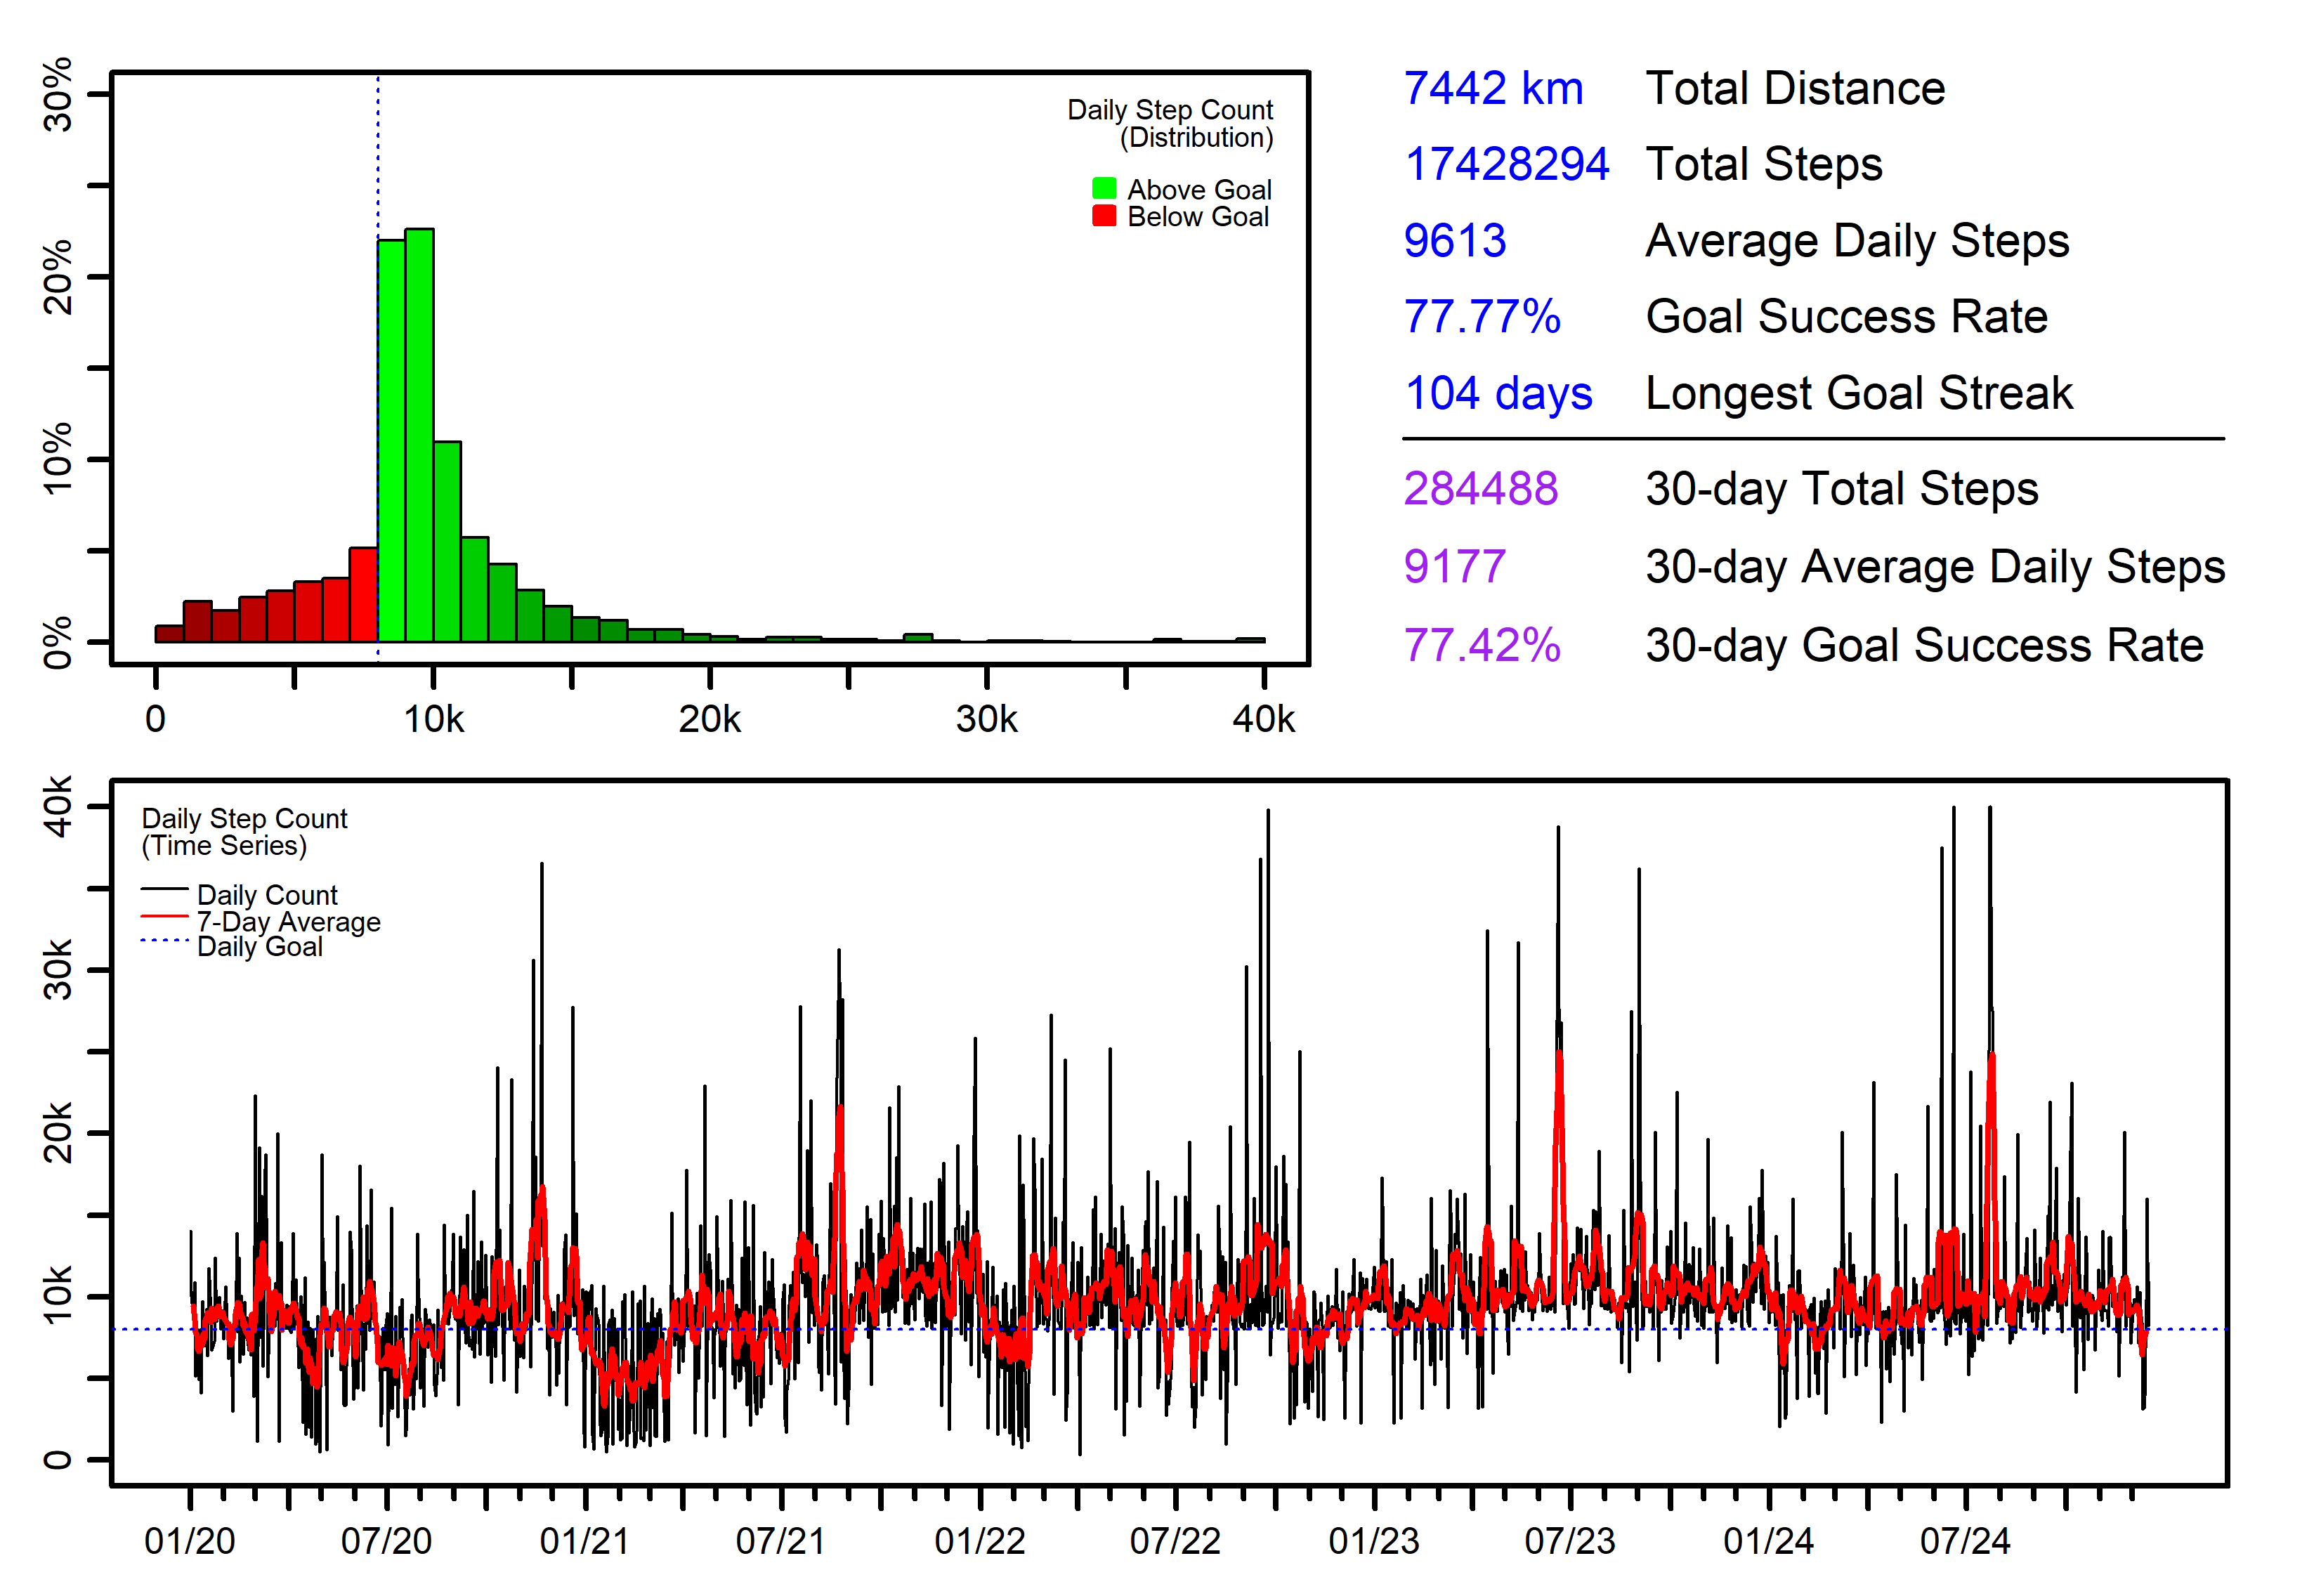 30%
20%
10%
0%
Daily Step Count
(Distribution)
Above Goal
Below Goal
0 10k 20k 30k 40k
7442 km Total Distance
17428294 Total Steps
9613 Average Daily Steps
77.77% Goal Success Rate
104 days Longest Goal Streak
284488 30-day Total Steps
9177 30-day Average Daily Steps
77.42% 30-day Goal Success Rate
40k
30k
20k
10k
0
Daily Step Count
(Time Series)
Daily Count
7-Day Average
Daily Goal
01/20 07/20 01/21 07/21 01/22 07/22 01/23 07/23 01/24 07/24